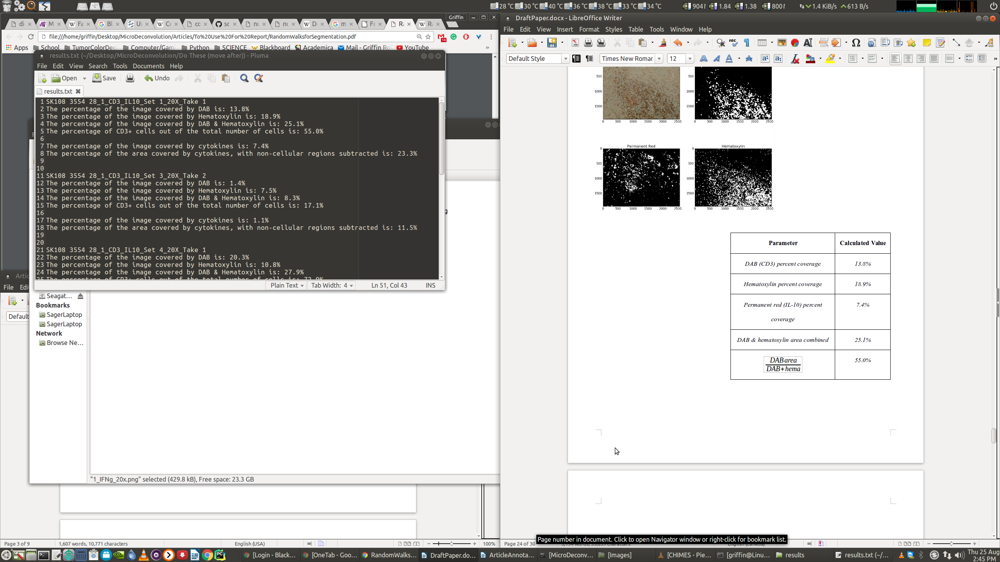 28 °C 30 °C 40 °C 36 °C 38 °C 33 °C 34 °C
1.84 1.38
1.4 KiB/s 613 B/s
Griffin
file:///home/griffin/Desktop/MicroDeconvolution/Articles/To%20Use%20For%20Report/RandomWalksforSegmentation.pdf
Apps School TumorColorDec Computer/Gami Python SCIENCE Blackboard Academica Mail - Griffin Ro YouTube
results.txt (~/Desktop/MicroDeconvolution/Do These (move after)) - Pluma
File Edit View Search Tools Documents Help
Open Save Undo
results.txt
1 SK108 3554 28_1_CD3_IL10_Set 1_20X_Take 1
2 The percentage of the image covered by DAB is: 13.8%
3 The percentage of the image covered by Hematoxylin is: 18.9%
4 The percentage of the image covered by DAB & Hematoxylin is: 25.1%
5 The percentage of CD3+ cells out of the total number of cells is: 55.0%
6
7 The percentage of the image covered by cytokines is: 7.4%
8 The percentage of the area covered by cytokines, with non-cellular regions subtracted is: 23.3%
9
10
11 SK108 3554 28_1_CD3_IL10_Set 3_20X_Take 2
12 The percentage of the image covered by DAB is: 1.4%
13 The percentage of the image covered by Hematoxylin is: 7.5%
14 The percentage of the image covered by DAB & Hematoxylin is: 8.3%
15 The percentage of CD3+ cells out of the total number of cells is: 17.1%
16
17 The percentage of the image covered by cytokines is: 1.1%
18 The percentage of the area covered by cytokines, with non-cellular regions subtracted is: 11.5%
19
20
21 SK108 3554 28_1_CD3_IL10_Set 4_20X_Take 1
22 The percentage of the image covered by DAB is: 20.3%
23 The percentage of the image covered by Hematoxylin is: 10.8%
24 The percentage of the image covered by DAB & Hematoxylin is: 27.9%
25 The percentage of CD3+ cells out of the total number of cells is: 72.9%
Plain Text Tab Width: 4 Ln 51, Col 43 INS
File
Default
Seagat...
Bookmarks
SagerLaptop
SagerLaptop
Network
Browse Ne...
"1_IFNg_20x.png" selected (429.8 kB), Free space: 23.3 GB
Page 3 of 9 1,607 words, 10,771 characters English (USA) 100%
DraftPaper.docx - LibreOffice Writer
File Edit View Insert Format Styles Table Tools Window Help
Default Style Times New Romar 12
500 500
1000 1000
1500 1500
0 500 1000 1500 2000 2500 0 500 1000 1500 2000 2500
Permanent Red Hematoxylin
0 0
500 500
1000 1000
1500 1500
0 500 1000 1500 2000 2500 0 500 1000 1500 2000 2500
Parameter Calculated Value
DAB (CD3) percent coverage 13.8%
Hematoxylin percent coverage 18.9%
Permanent red (IL-10) percent 7.4%
coverage
DAB & hematoxylin area combined 25.1%
DAB area 55.0%
DAB+hema
Page number in document. Click to open Navigator window or right-click for bookmark list.
Page 24 of 30
[Login - Black... [OneTab - Goo... RandomWalks... DraftPaper.do... ArticleAnnota... [MicroDeconv... [Images] [CHIMES - Pie... [griffin@Linu... results results.txt (~/...
Thu 25 Aug
2:45 PM